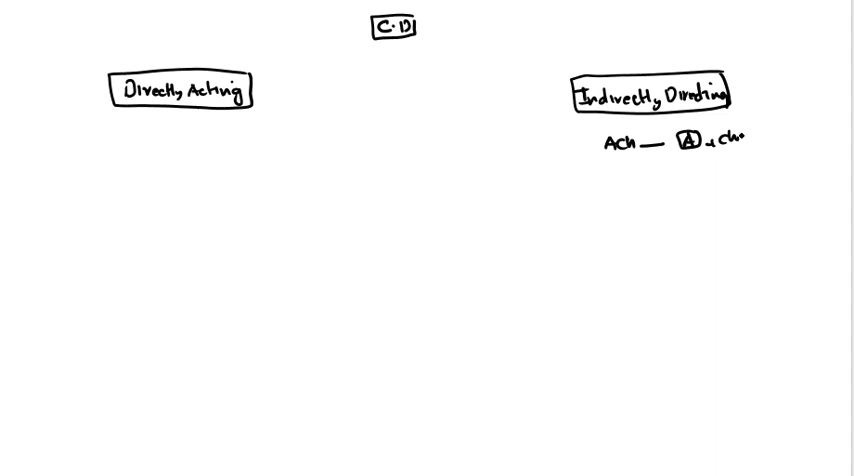 C.D
Directly Acting
Indirectly Directing
ACh — A + Ch